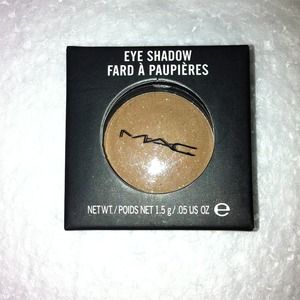 EYE SHADOW
FARD À PAUPIÈRES
MAC
NET WT./ POIDS NET 1.5 g / .05 US OZ ℮